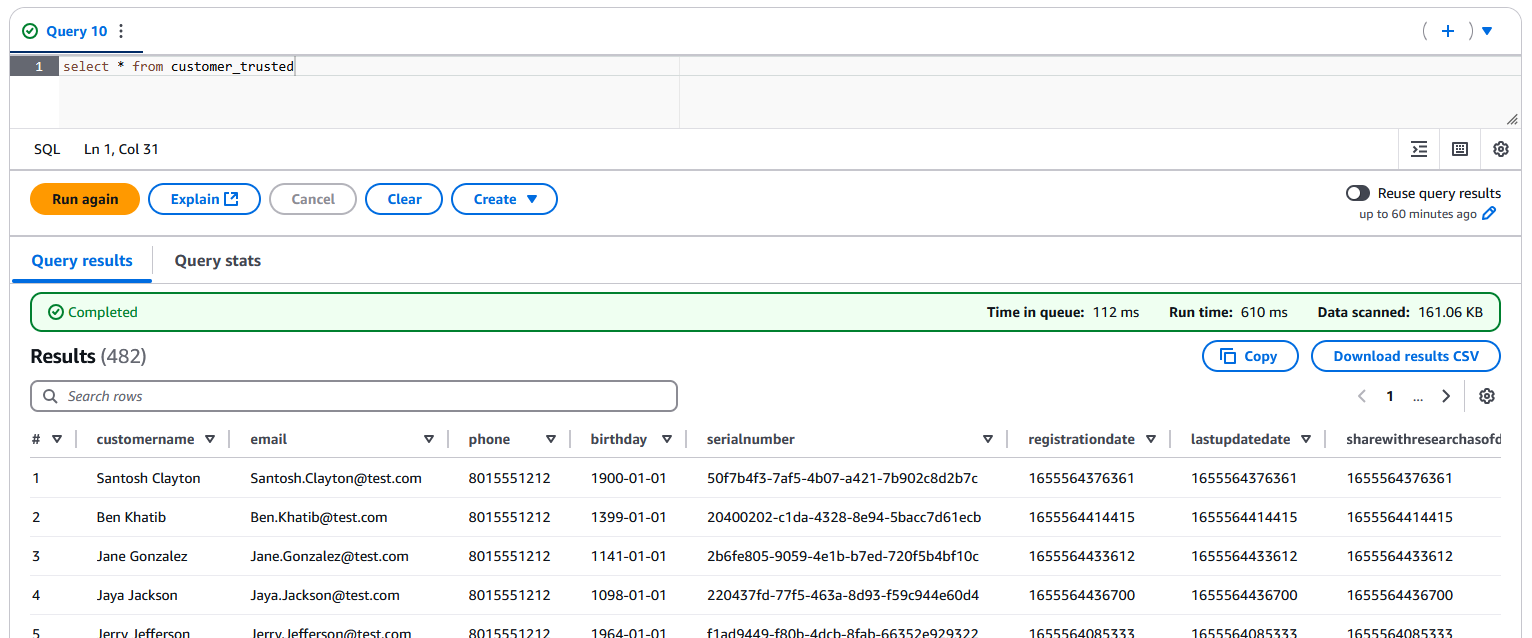 Query 10
( + )
1 select * from customer_trusted
SQL Ln 1, Col 31
Run again Explain Cancel Clear Create Reuse query results
up to 60 minutes ago
Query results Query stats
Completed Time in queue: 112 ms Run time: 610 ms Data scanned: 161.06 KB
Results (482) Copy Download results CSV
Search rows 1 ...
# customername email phone birthday serialnumber registrationdate lastupdatedate sharewithresearchasofd
1 Santosh Clayton Santosh.Clayton@test.com 8015551212 1900-01-01 50f7b4f3-7af5-4b07-a421-7b902c8d2b7c 1655564376361 1655564376361 1655564376361
2 Ben Khatib Ben.Khatib@test.com 8015551212 1399-01-01 20400202-c1da-4328-8e94-5bacc7d61ecb 1655564414415 1655564414415 1655564414415
3 Jane Gonzalez Jane.Gonzalez@test.com 8015551212 1141-01-01 2b6fe805-9059-4e1b-b7ed-720f5b4bf10c 1655564433612 1655564433612 1655564433612
4 Jaya Jackson Jaya.Jackson@test.com 8015551212 1098-01-01 220437fd-77f5-463a-8d93-f59c944e60d4 1655564436700 1655564436700 1655564436700
5 Jerry Jefferson Jerry.Jefferson@test.com 8015551212 1964-01-01 f1ad9449-f80b-4dcb-8fab-66352e929322 1655564085333 1655564085333 1655564085333